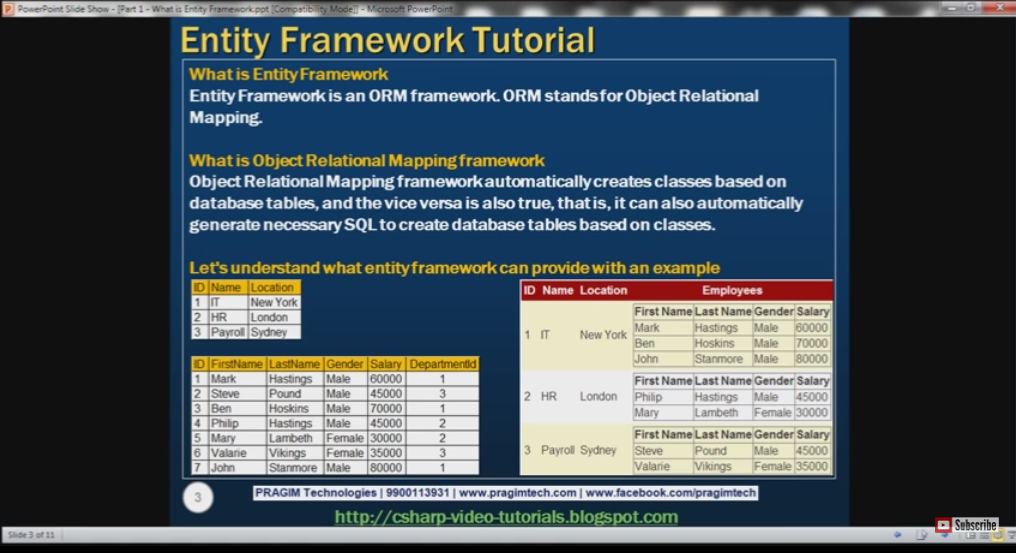 PowerPoint Slide Show - [Part 1 - What is Entity Framework.ppt [Compatibility Mode]] - Microsoft PowerPoint
Entity Framework Tutorial
What is Entity Framework
Entity Framework is an ORM framework. ORM stands for Object Relational
Mapping.
What is Object Relational Mapping framework
Object Relational Mapping framework automatically creates classes based on
database tables, and the vice versa is also true, that is, it can also automatically
generate necessary SQL to create database tables based on classes.
Let's understand what entity framework can provide with an example
ID Name Location
1 IT New York
2 HR London
3 Payroll Sydney
ID FirstName LastName Gender Salary DepartmentId
1 Mark Hastings Male 60000 1
2 Steve Pound Male 45000 3
3 Ben Hoskins Male 70000 1
4 Philip Hastings Male 45000 2
5 Mary Lambeth Female 30000 2
6 Valarie Vikings Female 35000 3
7 John Stanmore Male 80000 1
ID Name Location Employees
First Name Last Name Gender Salary
Mark Hastings Male 60000
1 IT New York Ben Hoskins Male 70000
John Stanmore Male 80000
First Name Last Name Gender Salary
2 HR London Philip Hastings Male 45000
Mary Lambeth Female 30000
First Name Last Name Gender Salary
3 Payroll Sydney Steve Pound Male 45000
Valarie Vikings Female 35000
3
PRAGIM Technologies | 9900113931 | www.pragimtech.com | www.facebook.com/pragimtech
http://csharp-video-tutorials.blogspot.com
Subscribe
Slide 3 of 11